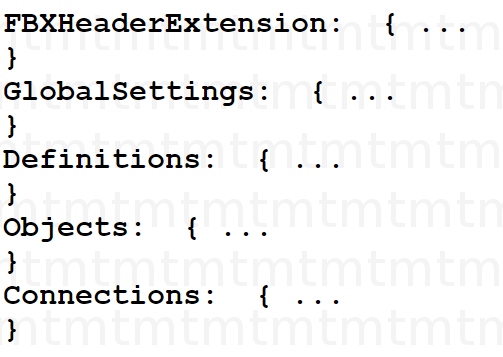 FBXHeaderExtension:  { ...
}
GlobalSettings:  { ...
}
Definitions:  { ...
}
Objects:  { ...
}
Connections:  { ...
}